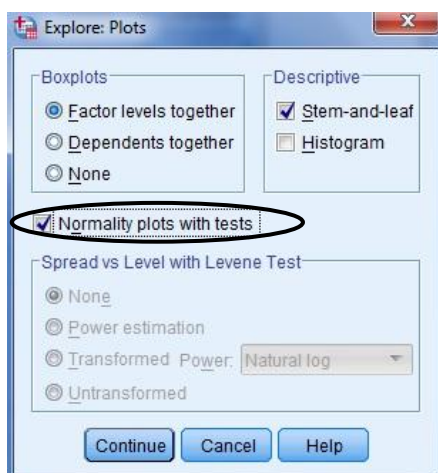 Explore: Plots
Boxplots
Factor levels together
Dependents together
None
Descriptive
Stem-and-leaf
Histogram
Normality plots with tests
Spread vs Level with Levene Test
None
Power estimation
Transformed Power: Natural log
Untransformed
Continue Cancel Help